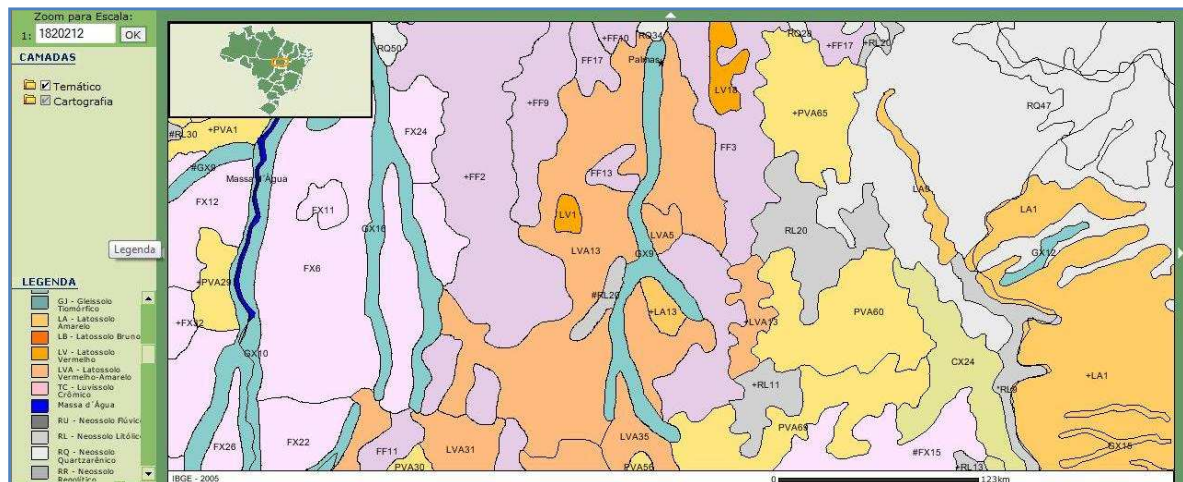 Zoom para Escala:
1: 1820212 OK
CAMADAS
Temático
Cartografia
Legenda
LEGENDA
GJ - Gleissolo
Tiomórfico
LA - Latossolo
Amarelo
LB - Latossolo Bruno
LV - Latossolo
Vermelho
LVA - Latossolo
Vermelho-Amarelo
TC - Luvissolo
Crômico
Massa d´Água
RU - Neossolo Flúvico
RL - Neossolo Litólic
RQ - Neossolo
Quartzarênico
RR - Neossolo
RQ50
+FF10
RQ34
RQ28
+FF17
+RL20
FF17
Palmas
LV18
+FF9
RQ47
+PVA65
#RL30
+PVA1
FX24
FF3
#GX9
Massa d'Água
+FF2
FF13
LA9
FX12
FX11
LV1
LA1
GX16
LVA5
RL20
LVA13
GX9
GX12
FX6
+PVA29
#RL20
+LA13
PVA60
+FX32
+LVA13
GX10
CX24
+RL11
*RL9
+LA1
PVA69
FX26
FX22
LVA35
FF11
LVA31
#FX15
GX15
PVA30
PVA56
+RL13
IBGE - 2005
0
123km